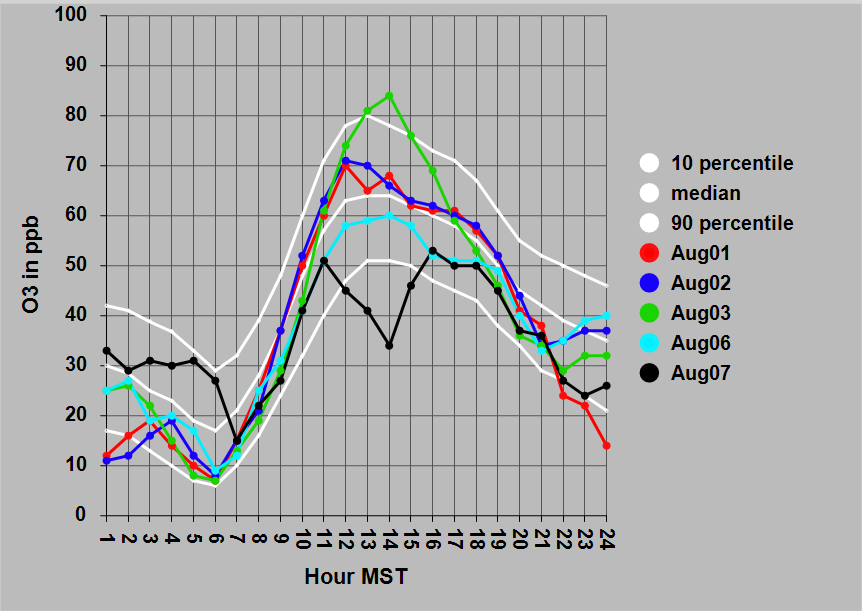 100
90
80
70
60
50
40
30
20
10
0
O3 in ppb
1 2 3 4 5 6 7 8 9 10 11 12 13 14 15 16 17 18 19 20 21 22 23 24
Hour MST
10 percentile
median
90 percentile
Aug01
Aug02
Aug03
Aug06
Aug07